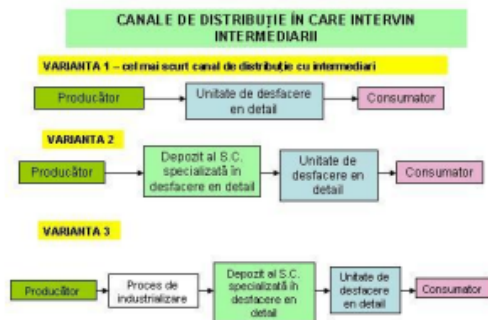 CANALE DE DISTRIBUȚIE ÎN CARE INTERVIN
INTERMEDIARII
VARIANTA 1 – cel mai scurt canal de distribuție cu intermediari
Producător
Unitate de desfacere
en detail
Consumator
VARIANTA 2
Producător
Depozit al S.C.
specializată în
desfacere en detail
Unitate de
desfacere en
detail
Consumator
VARIANTA 3
Producător
Proces de
industrializare
Depozit al S.C.
specializată în
desfacere en
detail
Unitate de
desfacere
en detail
Consumator